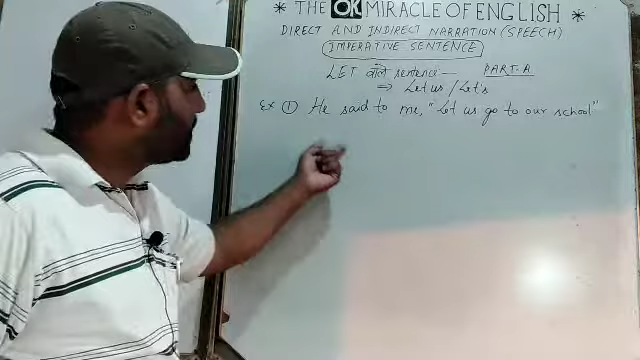 * THE OK MIRACLE OF ENGLISH *
DIRECT AND INDIRECT NARRATION (SPEECH)
IMPERATIVE SENTENCE
LET वाले sentence — PART-A
⇒ Let us / Let's
Ex ① He said to me, "Let us go to our school"